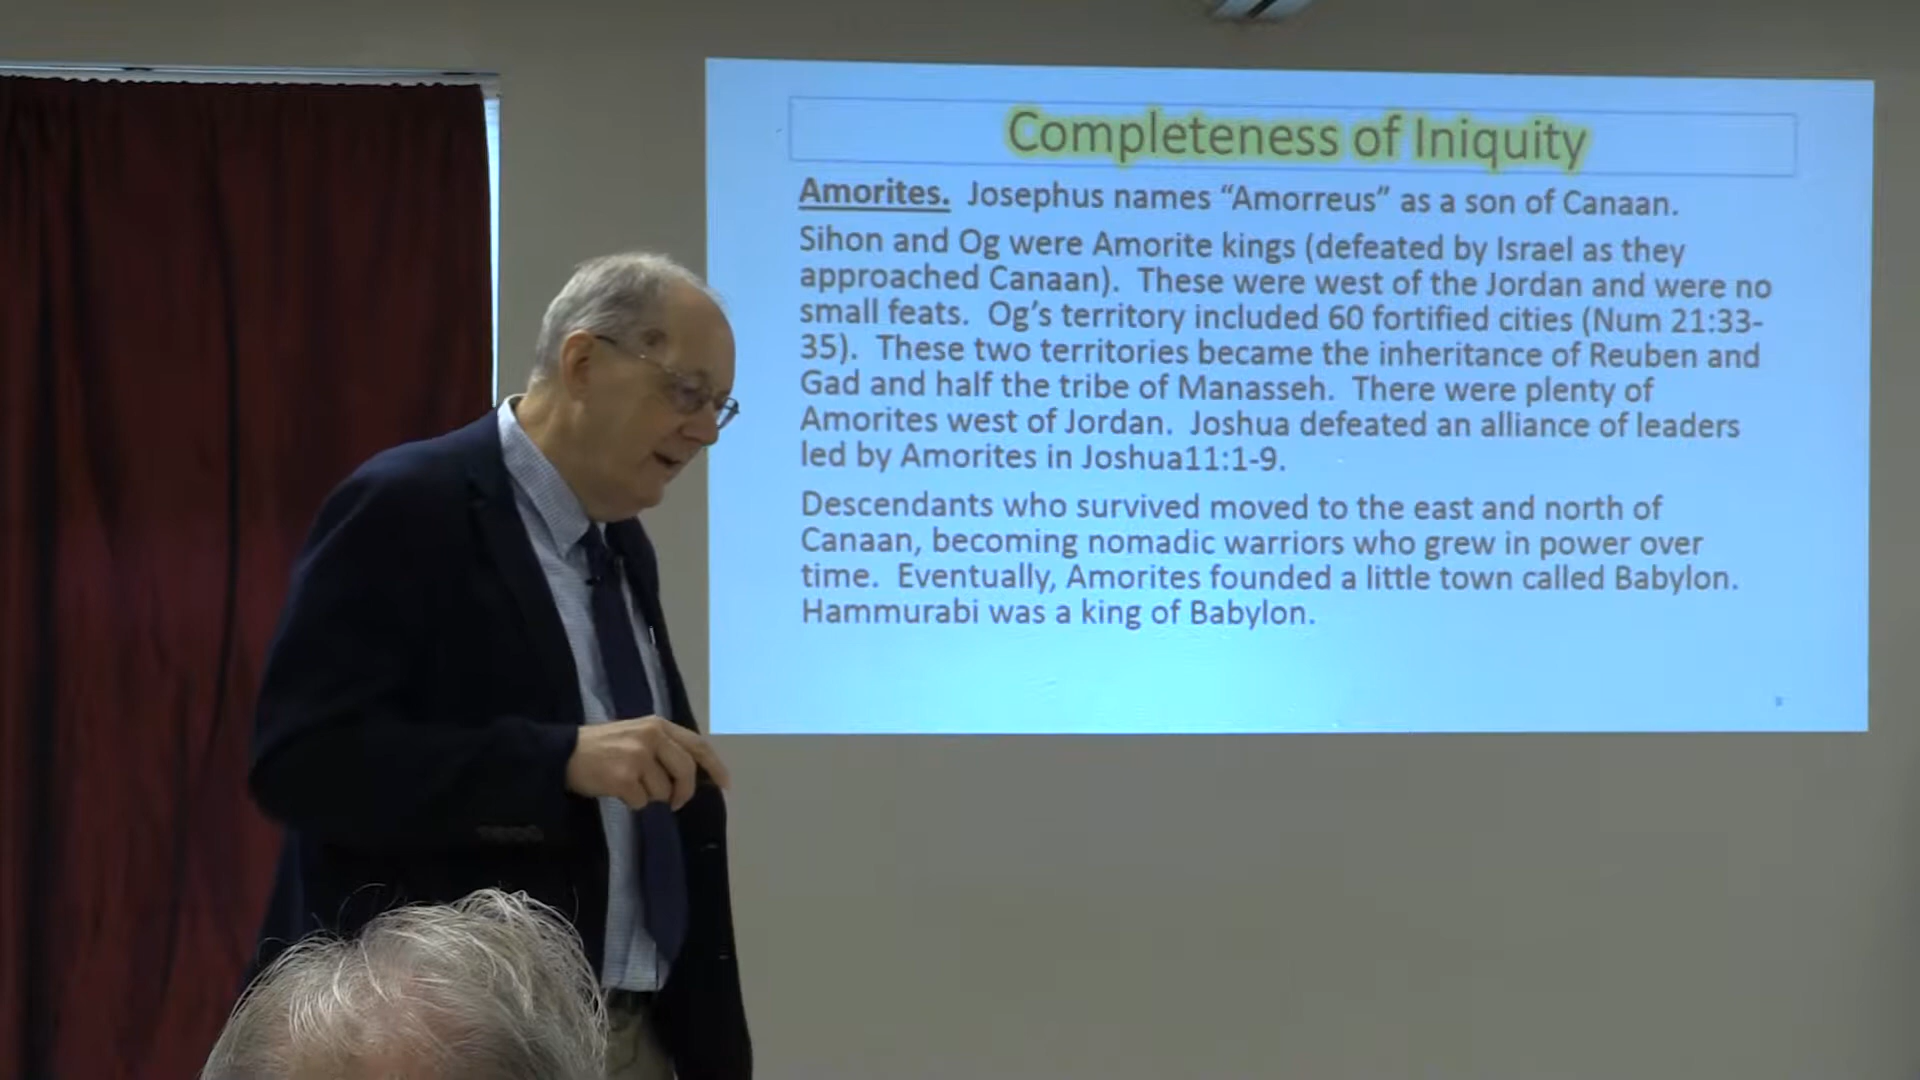 Completeness of Iniquity
Amorites. Josephus names “Amorreus” as a son of Canaan.
Sihon and Og were Amorite kings (defeated by Israel as they
approached Canaan). These were west of the Jordan and were no
small feats. Og’s territory included 60 fortified cities (Num 21:33-
35). These two territories became the inheritance of Reuben and
Gad and half the tribe of Manasseh. There were plenty of
Amorites west of Jordan. Joshua defeated an alliance of leaders
led by Amorites in Joshua11:1-9.
Descendants who survived moved to the east and north of
Canaan, becoming nomadic warriors who grew in power over
time. Eventually, Amorites founded a little town called Babylon.
Hammurabi was a king of Babylon.